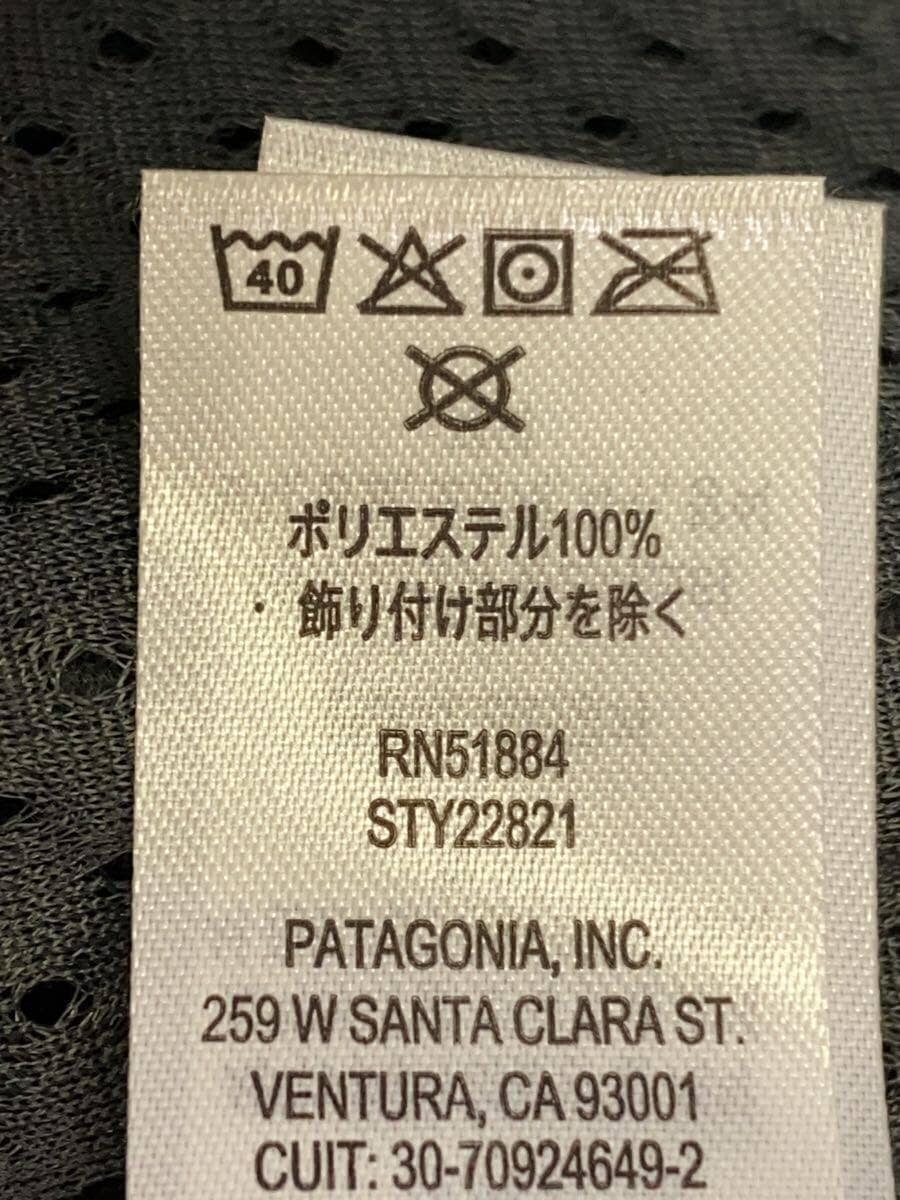 40
ポリエステル100%
・ 飾り付け部分を除く
RN51884
STY22821
PATAGONIA, INC.
259 W SANTA CLARA ST.
VENTURA, CA 93001
CUIT: 30-70924649-2